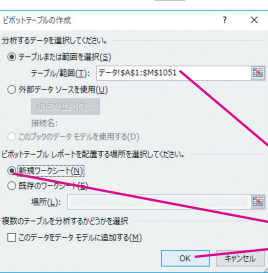 ピボットテーブルの作成 ? ×
分析するデータを選択してください。
テーブルまたは範囲を選択(S)
テーブル/範囲(T): データ!$A$1:$M$1051
外部データ ソースを使用(U)
接続の選択(C)...
接続名:
このブックのデータ モデルを使用する(D)
ピボットテーブル レポートを配置する場所を選択してください。
新規ワークシート(N)
既存のワークシート(E)
場所(L):
複数のテーブルを分析するかどうかを選択
このデータをデータ モデルに追加する(M)
OK キャンセル